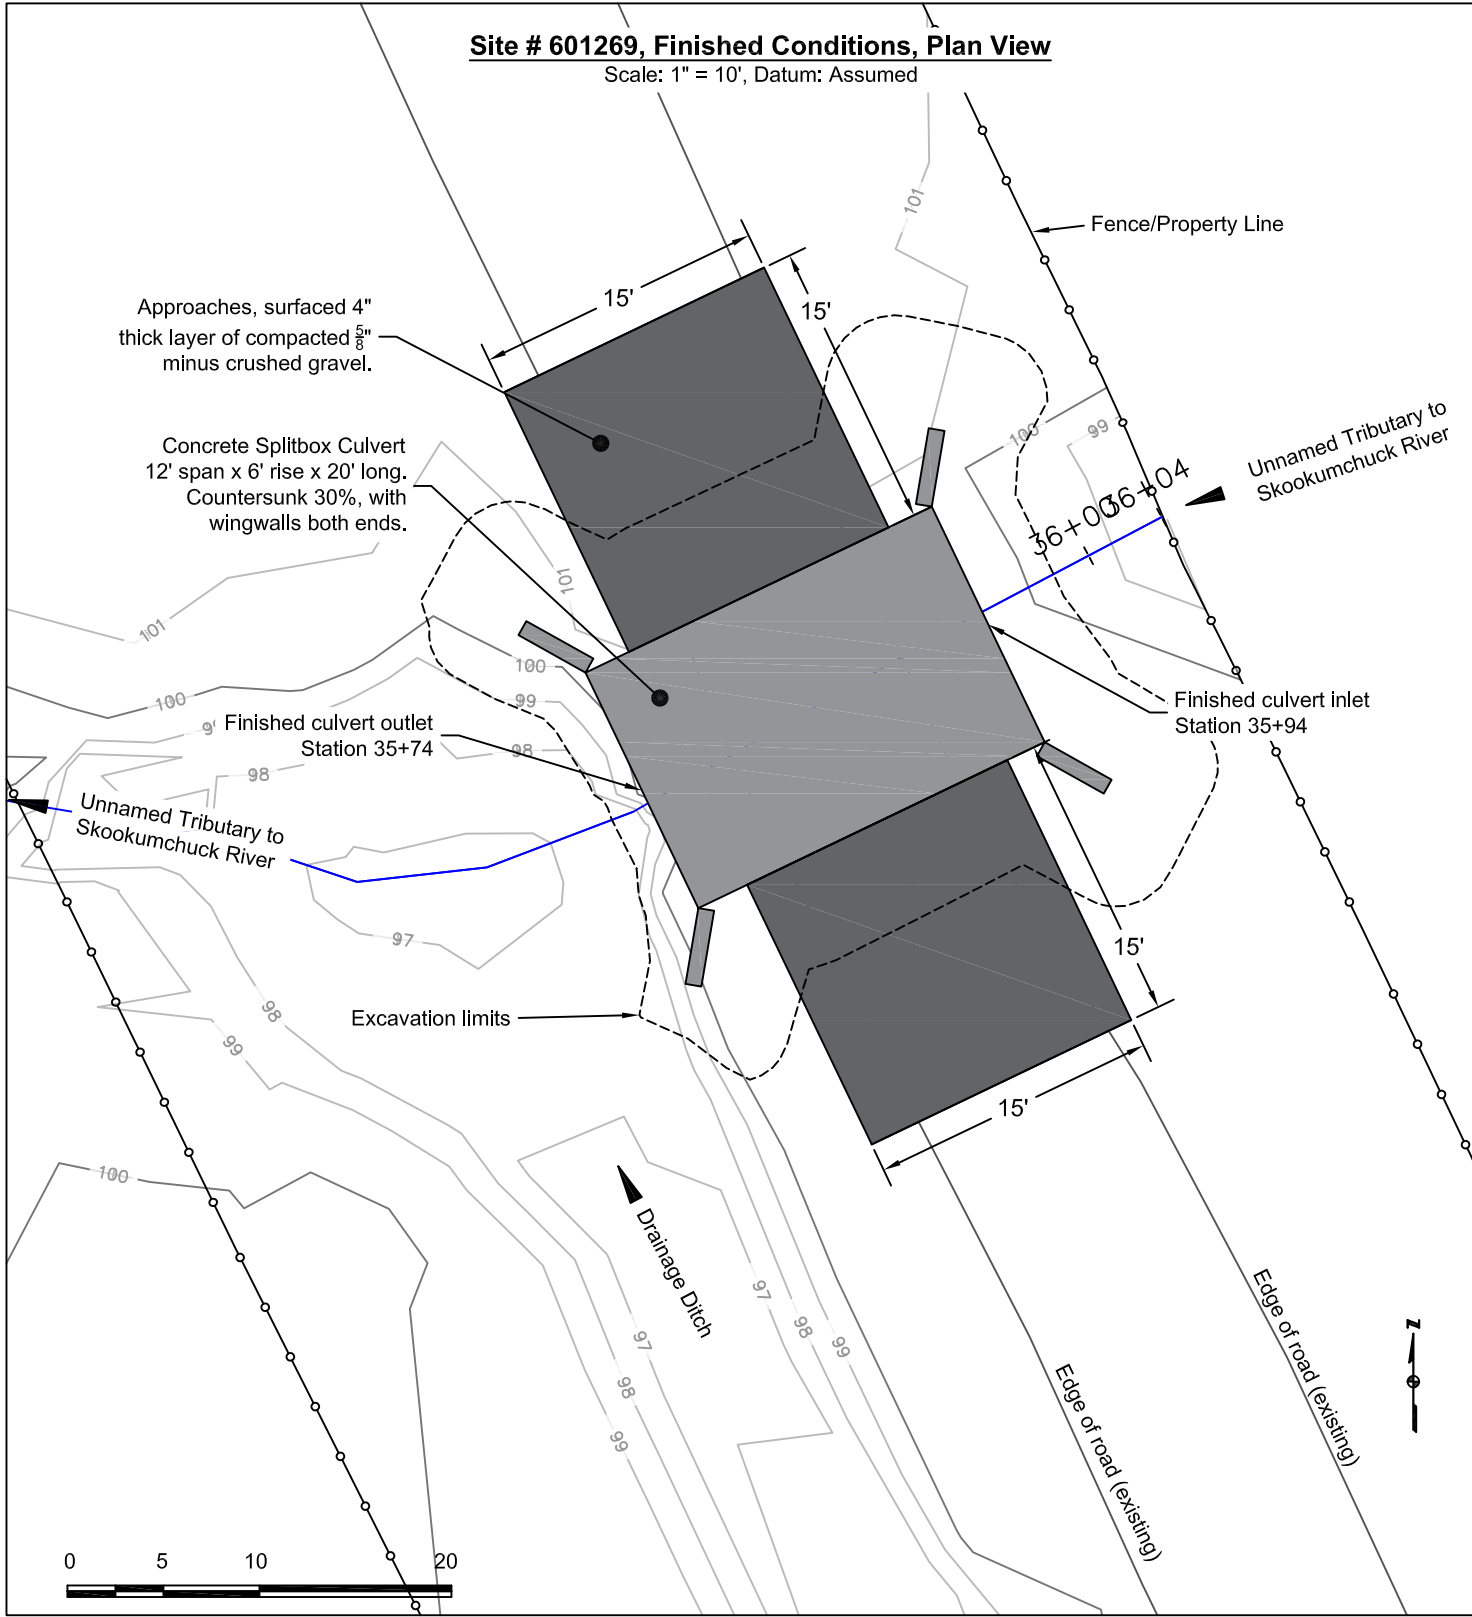 Site # 601269, Finished Conditions, Plan View
Scale: 1" = 10', Datum: Assumed
101
Fence/Property Line
15'
15'
Approaches, surfaced 4"
thick layer of compacted 5/8"
minus crushed gravel.
Concrete Splitbox Culvert
12' span x 6' rise x 20' long.
Countersunk 30%, with
wingwalls both ends.
100
99
Unnamed Tributary to
Skookumchuck River
36+00
36+04
101
101
100
99
98
100
Finished culvert outlet
Station 35+74
98
Finished culvert inlet
Station 35+94
Unnamed Tributary to
Skookumchuck River
97
15'
Excavation limits
98
99
15'
100
Drainage Ditch
97
98
99
97
98
99
Edge of road (existing)
Edge of road (existing)
N
0 5 10 20